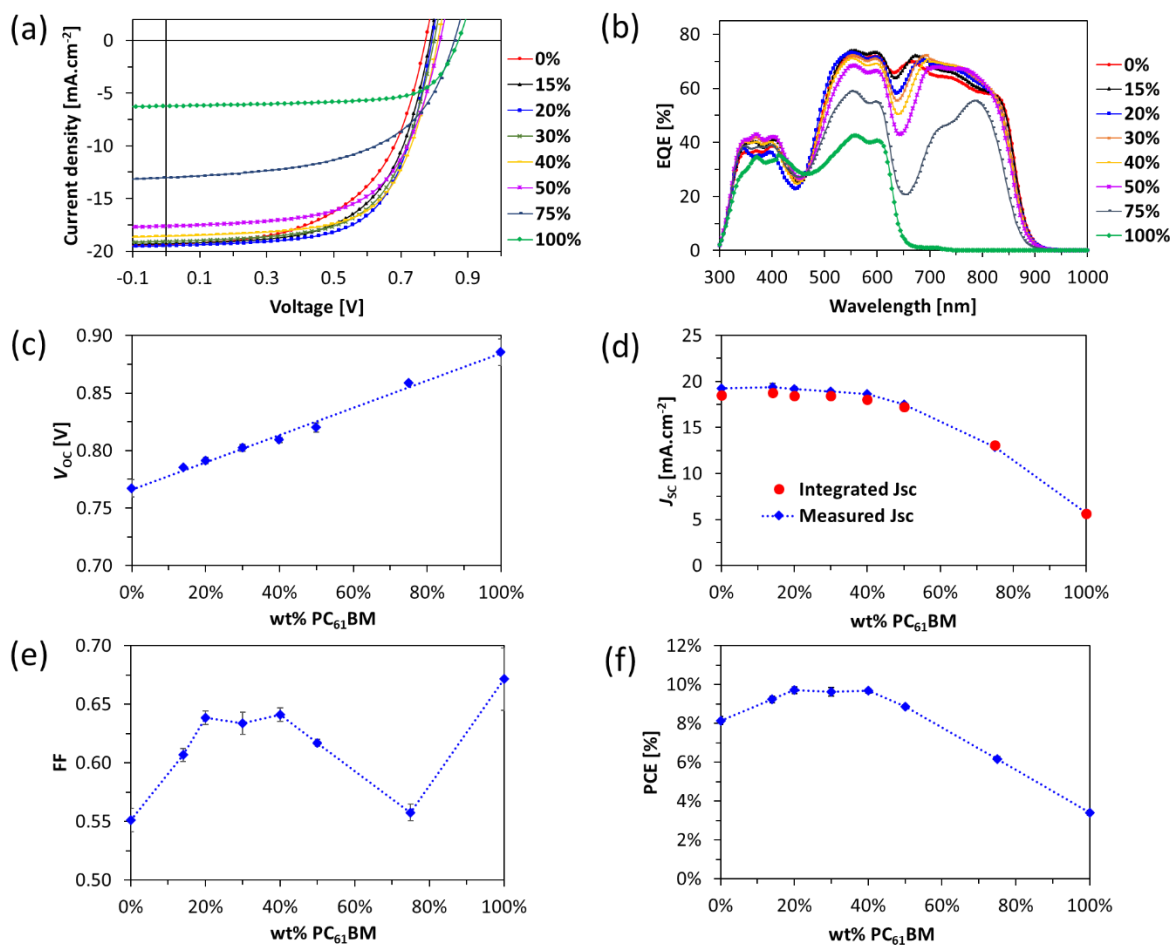 (a)
Current density [mA.cm-2]
5
0
-5
-10
-15
-20
-0.1 0.1 0.3 0.5 0.7 0.9
Voltage [V]
0%
15%
20%
30%
40%
50%
75%
100%
(b)
EQE [%]
80
60
40
20
0
300 400 500 600 700 800 900 1000
Wavelength [nm]
0%
15%
20%
30%
40%
50%
75%
100%
(c)
VOC [V]
0.90
0.85
0.80
0.75
0.70
0% 20% 40% 60% 80% 100%
wt% PC61BM
(d)
JSC [mA.cm-2]
25
20
15
10
5
0
Integrated Jsc
Measured Jsc
0% 20% 40% 60% 80% 100%
wt% PC61BM
(e)
FF
0.70
0.65
0.60
0.55
0.50
0% 20% 40% 60% 80% 100%
wt% PC61BM
(f)
PCE [%]
12%
10%
8%
6%
4%
2%
0%
0% 20% 40% 60% 80% 100%
wt% PC61BM